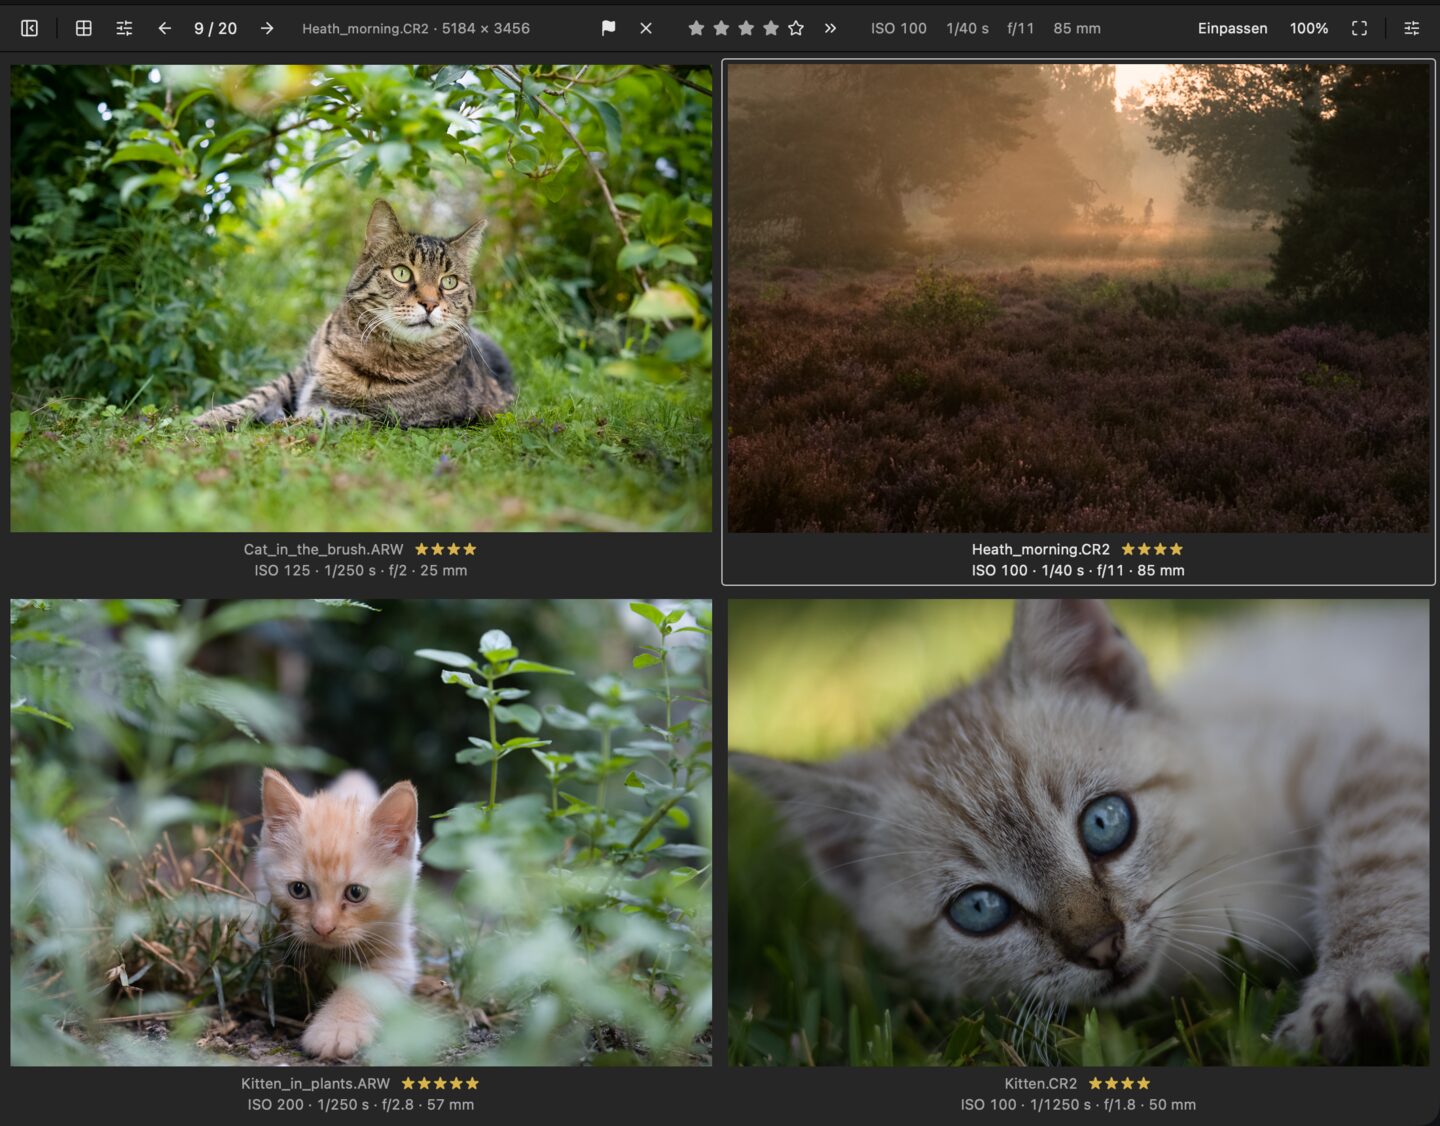 9 / 20 Heath_morning.CR2 · 5184 × 3456 ISO 100 1/40 s f/11 85 mm Einpassen 100%
Cat_in_the_brush.ARW ★★★★
ISO 125 · 1/250 s · f/2 · 25 mm
Heath_morning.CR2 ★★★★
ISO 100 · 1/40 s · f/11 · 85 mm
Kitten_in_plants.ARW ★★★★★
ISO 200 · 1/250 s · f/2.8 · 57 mm
Kitten.CR2 ★★★★
ISO 100 · 1/1250 s · f/1.8 · 50 mm